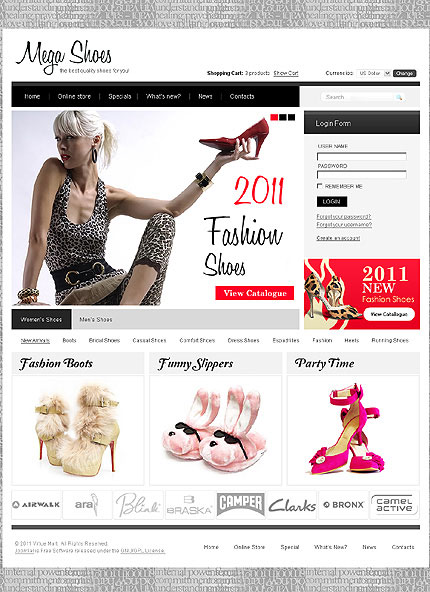 Mega Shoes
the best quality shoes for you!
Shopping Cart: 3 products Show Cart
Currencies: US Dollar Change
Home Online store Specials What's new? News Contacts
Search...
Login Form
USER NAME
PASSWORD
REMEMBER ME
LOGIN
Forgot your password?
Forgot your username?
Create an account
2011
Fashion
Shoes
View Catalogue
2011
NEW
Fashion Shoes
View Catalogue
Women's Shoes Men's Shoes
New Arrivals Boots Bridal Shoes Casual Shoes Comfort Shoes Dress Shoes Espadrilles Fashion Heels Running Shoes
Fashion Boots Funny Slippers Party Time
AIRWALK ara Blink BRASKA CAMPER Clarks BRONX camel active
© 2011 Virtue Mart. All Rights Reserved.
Joomla! is Free Software released under the GNU/GPL License.
Home Online Store Special What's New? News Contacts